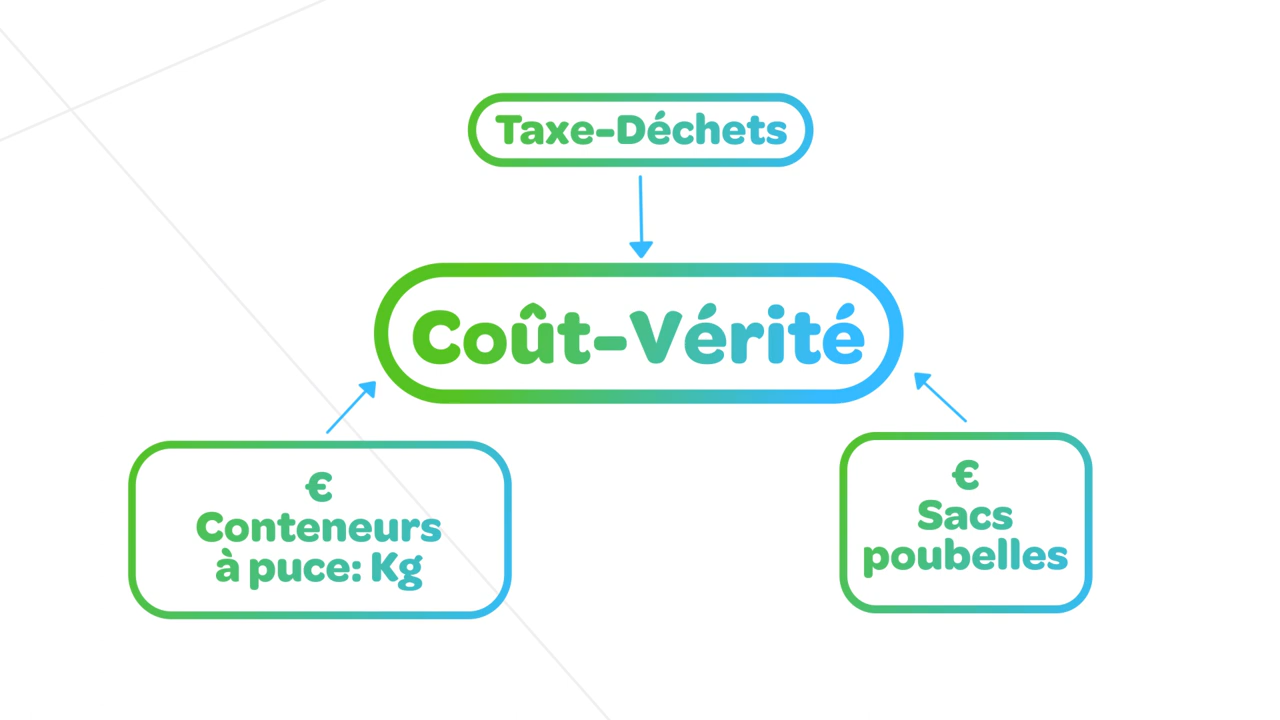 Taxe-Déchets
Coût-Vérité
€
Conteneurs
à puce: Kg
€
Sacs
poubelles